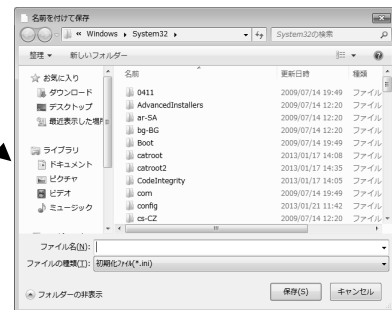 名前を付けて保存
« Windows ▸ System32 ▸
System32の検索
整理 ▾ 新しいフォルダー
お気に入り
ダウンロード
デスクトップ
最近表示した場所
ライブラリ
ドキュメント
ピクチャ
ビデオ
ミュージック
名前 更新日時 種類
0411 2009/07/14 19:49 ファイル
AdvancedInstallers 2009/07/14 12:20 ファイル
ar-SA 2009/07/14 12:20 ファイル
bg-BG 2009/07/14 12:20 ファイル
Boot 2009/07/14 19:49 ファイル
catroot 2013/01/17 14:08 ファイル
catroot2 2013/01/17 14:35 ファイル
CodeIntegrity 2013/01/17 14:05 ファイル
com 2009/07/14 19:49 ファイル
config 2013/01/21 11:42 ファイル
cs-CZ 2009/07/14 12:20 ファイル
ファイル名(N):
ファイルの種類(T): 初期化ファイル(*.ini)
フォルダーの非表示
保存(S) キャンセル